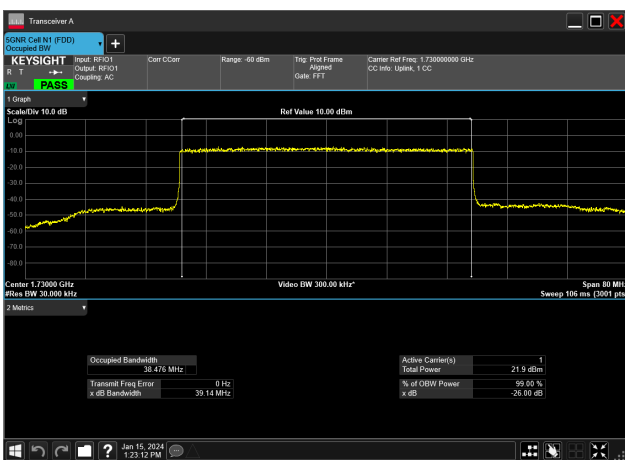 Transceiver A
5GNR Cell N1 (FDD)
Occupied BW
KEYSIGHT
R T
PASS
Input: RFIO1
Output: RFIO1
Coupling: AC
Corr CCorr
Range: -60 dBm
Trig: Prot Frame
Aligned
Gate: FFT
Carrier Ref Freq: 1.730000000 GHz
CC Info: Uplink, 1 CC
1 Graph
Scale/Div 10.0 dB
Ref Value 10.00 dBm
Log
0.00
-10.0
-20.0
-30.0
-40.0
-50.0
-60.0
-70.0
-80.0
Center 1.73000 GHz
Video BW 300.00 kHz*
Span 80 MHz
#Res BW 30.000 kHz
Sweep 106 ms (3001 pts
2 Metrics
Occupied Bandwidth
38.476 MHz
Active Carrier(s) 1
Total Power 21.9 dBm
Transmit Freq Error 0 Hz
x dB Bandwidth 39.14 MHz
% of OBW Power 99.00 %
x dB -26.00 dB
?
Jan 15, 2024
1:23:12 PM